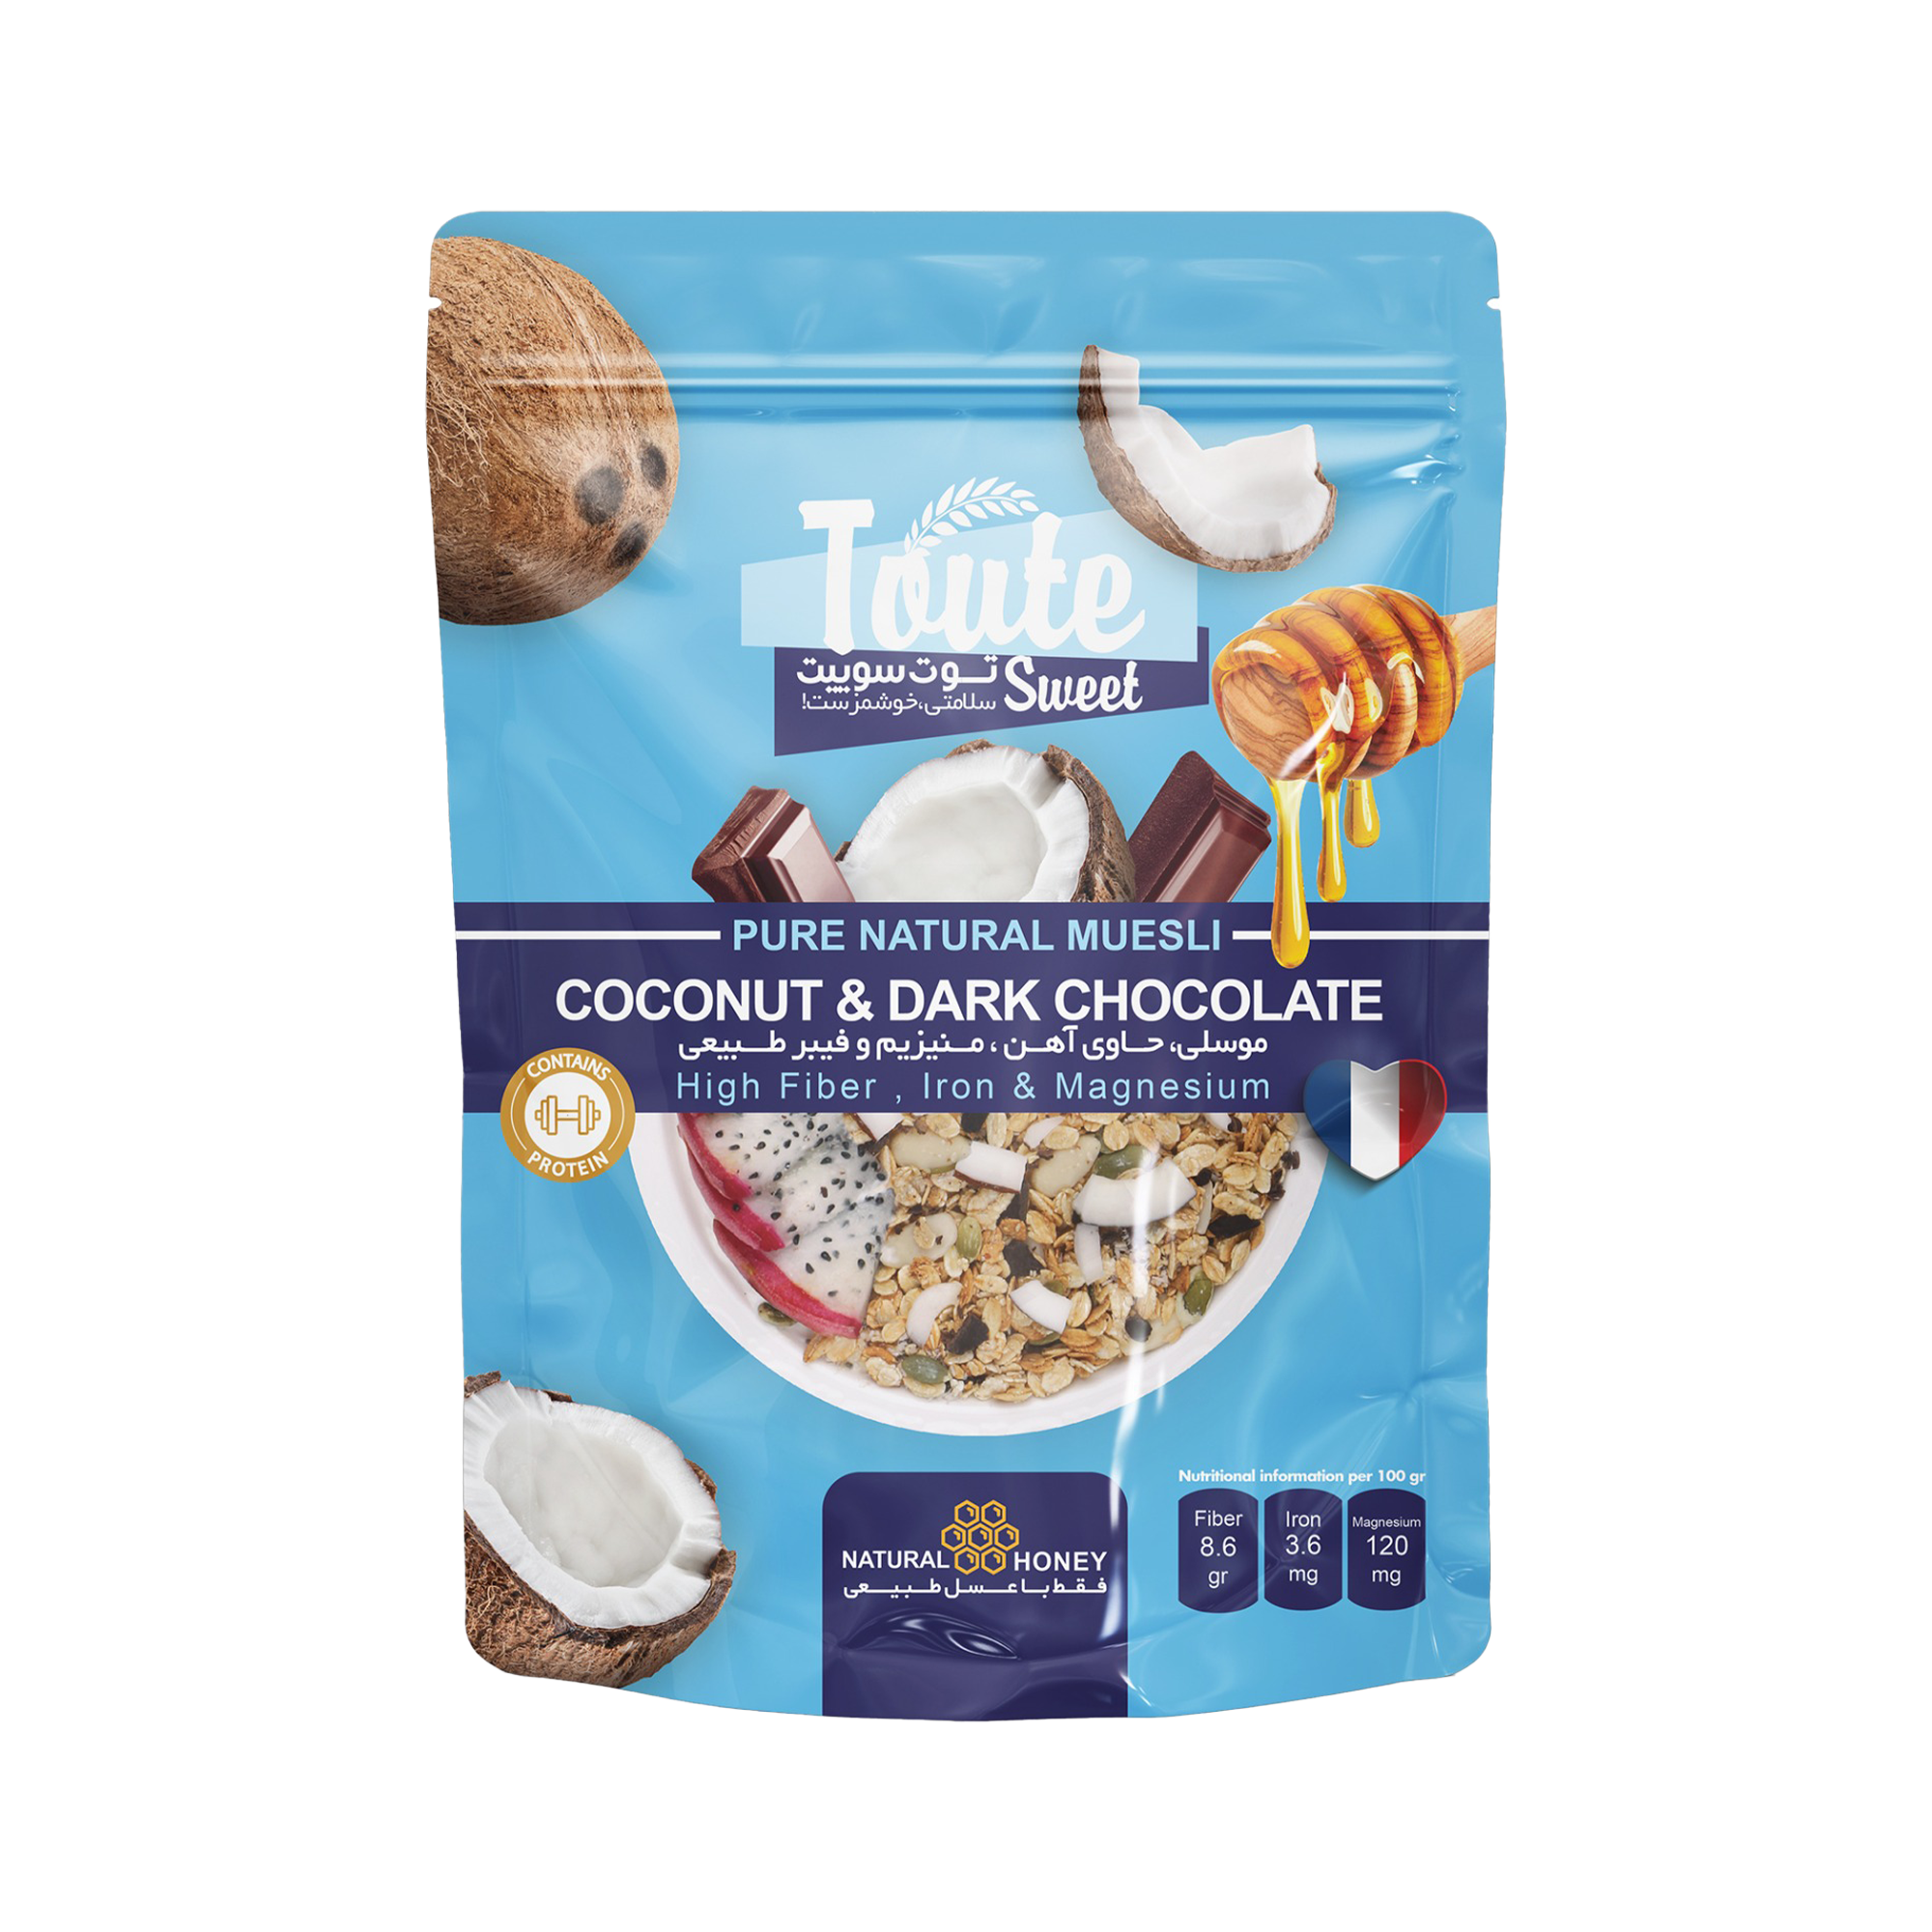 Toute
Sweet
توت سوییت
سلامتی،خوشمزست!
PURE NATURAL MUESLI
COCONUT & DARK CHOCOLATE
موسلی، حاوی آهن ، منیزیم و فیبر طبیعی
High Fiber , Iron & Magnesium
CONTAINS
PROTEIN
NATURAL HONEY
فقط با عسل طبیعی
Nutritional information per 100 gr
Fiber
8.6
gr
Iron
3.6
mg
Magnesium
120
mg